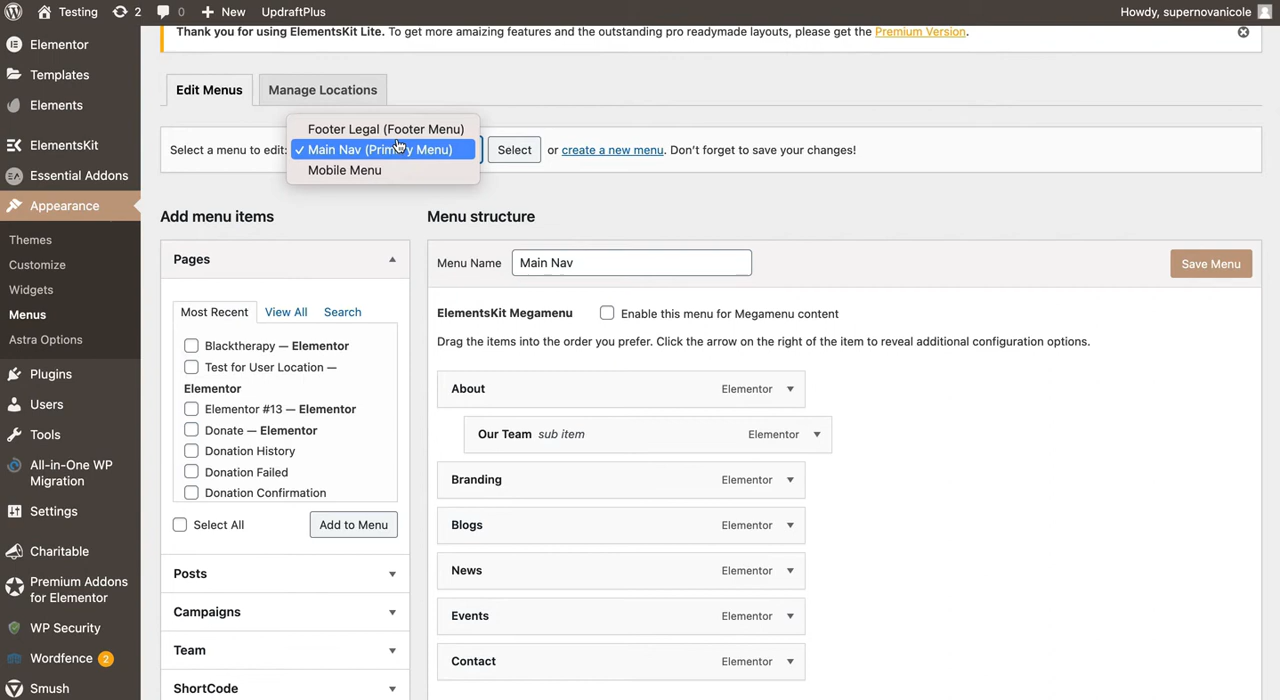 Testing 2 0 New UpdraftPlus Howdy, supernovanicole
Thank you for using ElementsKit Lite. To get more amaizing features and the outstanding pro readymade layouts, please get the Premium Version.
Elementor
Templates
Elements
ElementsKit
Essential Addons
Appearance
Themes
Customize
Widgets
Menus
Astra Options
Plugins
Users
Tools
All-in-One WP
Migration
Settings
Charitable
Premium Addons
for Elementor
WP Security
Wordfence 2
Smush
Edit Menus Manage Locations
Select a menu to edit: Select or create a new menu. Don't forget to save your changes!
Footer Legal (Footer Menu)
✓ Main Nav (Primary Menu)
Mobile Menu
Add menu items
Pages
Most Recent View All Search
Blacktherapy — Elementor
Test for User Location —
Elementor
Elementor #13 — Elementor
Donate — Elementor
Donation History
Donation Failed
Donation Confirmation
Select All Add to Menu
Posts
Campaigns
Team
ShortCode
Menu structure
Menu Name Main Nav Save Menu
ElementsKit Megamenu Enable this menu for Megamenu content
Drag the items into the order you prefer. Click the arrow on the right of the item to reveal additional configuration options.
About Elementor
Our Team sub item Elementor
Branding Elementor
Blogs Elementor
News Elementor
Events Elementor
Contact Elementor